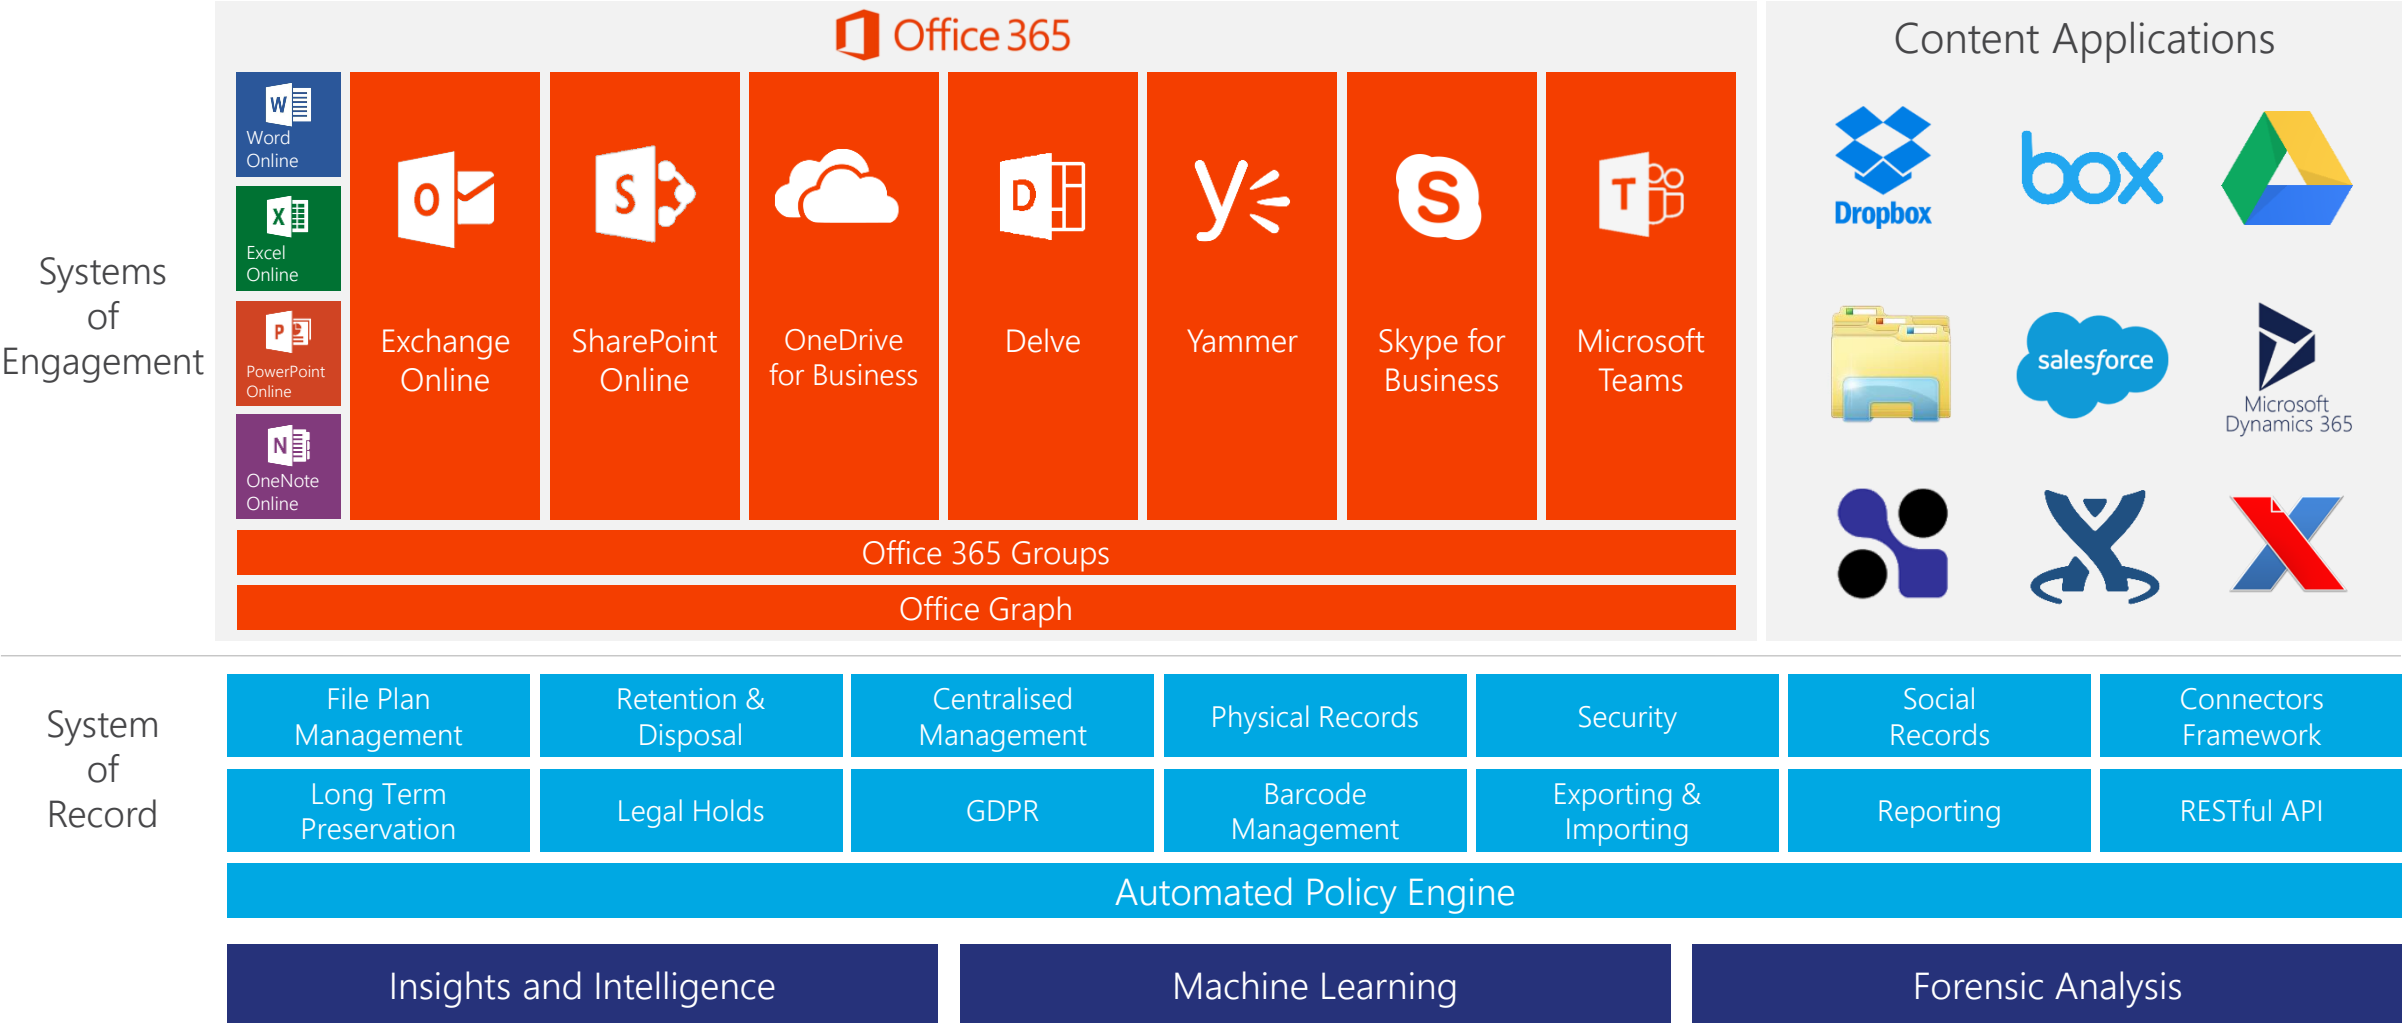 Office 365
Content Applications
W
Word
Online
X
Excel
Online
P
PowerPoint
Online
N
OneNote
Online
O
Exchange
Online
S
SharePoint
Online
OneDrive
for Business
D
Delve
Yammer
S
Skype for
Business
T
Microsoft
Teams
Office 365 Groups
Office Graph
Dropbox
box
salesforce
Microsoft
Dynamics 365
Systems
of
Engagement
System
of
Record
File Plan
Management
Retention &
Disposal
Centralised
Management
Physical Records
Security
Social
Records
Connectors
Framework
Long Term
Preservation
Legal Holds
GDPR
Barcode
Management
Exporting &
Importing
Reporting
RESTful API
Automated Policy Engine
Insights and Intelligence
Machine Learning
Forensic Analysis